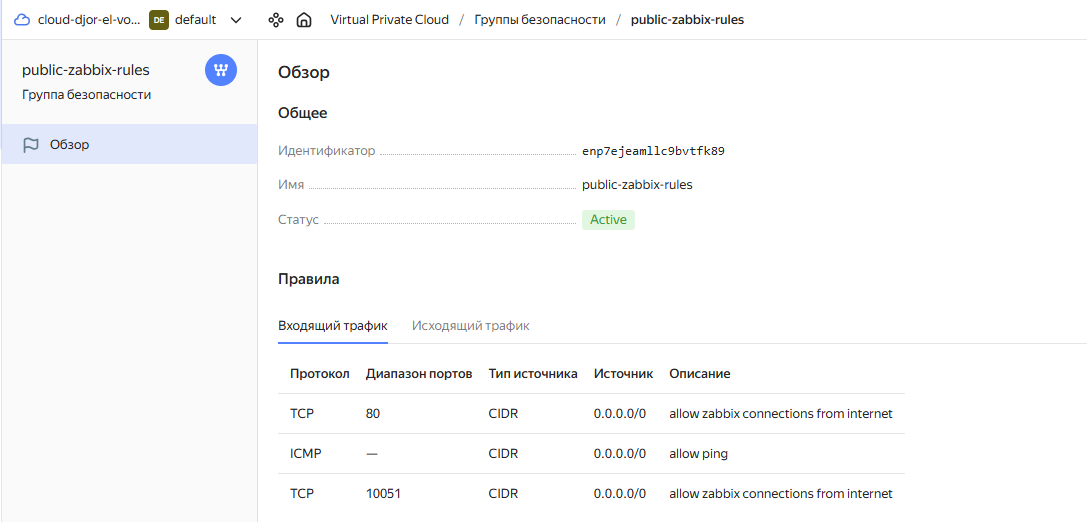 cloud-djor-el-vo... DE default Virtual Private Cloud / Группы безопасности / public-zabbix-rules
public-zabbix-rules
Группа безопасности
Обзор
Обзор
Общее
Идентификатор enp7ejeamllc9bvtfk89
Имя public-zabbix-rules
Статус Active
Правила
Входящий трафик Исходящий трафик
Протокол Диапазон портов Тип источника Источник Описание
TCP 80 CIDR 0.0.0.0/0 allow zabbix connections from internet
ICMP — CIDR 0.0.0.0/0 allow ping
TCP 10051 CIDR 0.0.0.0/0 allow zabbix connections from internet